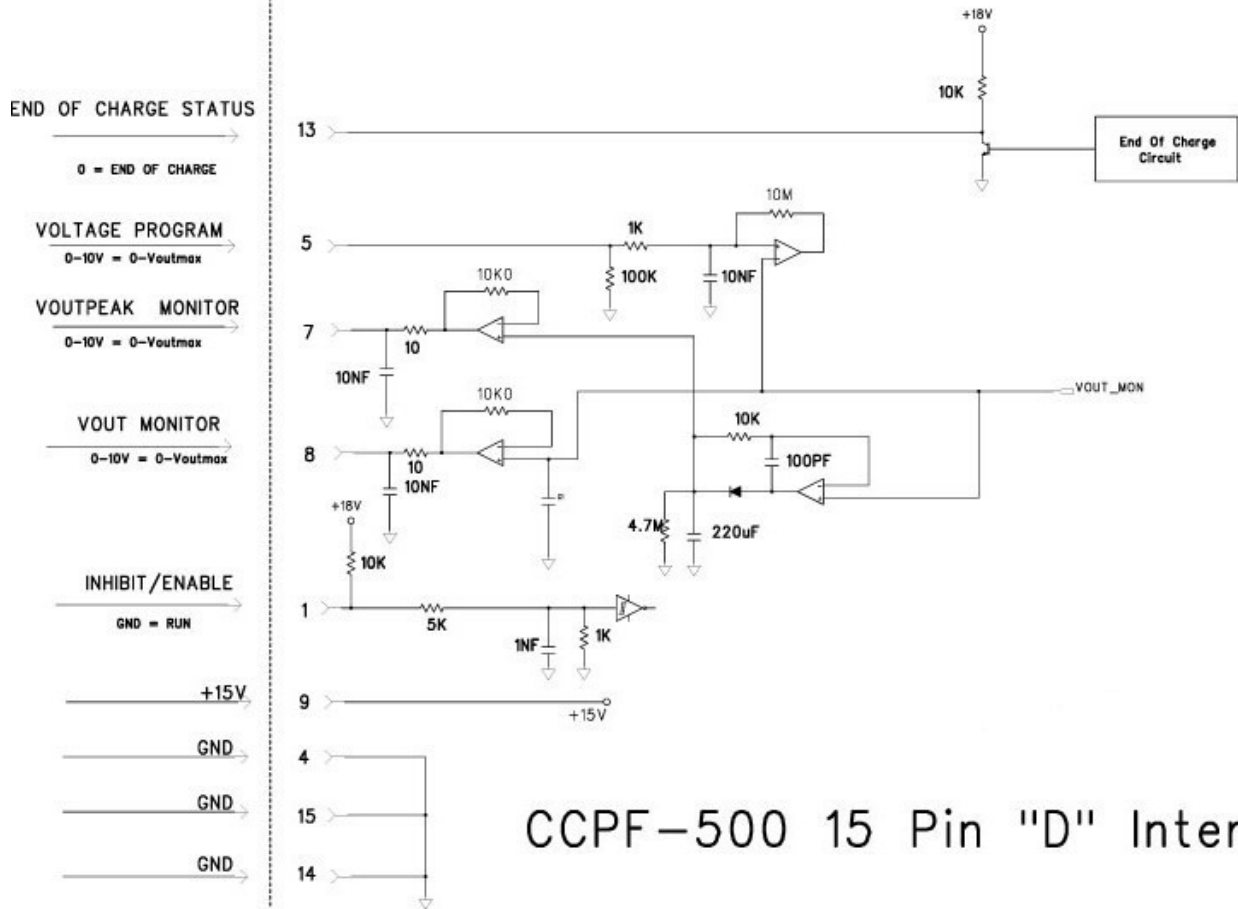 +18V
10K
END OF CHARGE STATUS
0 = END OF CHARGE
13
End Of Charge
Circuit
VOLTAGE PROGRAM
0-10V = 0-Voutmax
5
1K
100K
10NF
10M
VOUTPEAK MONITOR
0-10V = 0-Voutmax
7
10K0
10
10NF
VOUT_MON
VOUT MONITOR
0-10V = 0-Voutmax
8
10K0
10
10NF
10K
100PF
4.7M
220uF
+18V
10K
INHIBIT/ENABLE
GND = RUN
1
5K
1NF
1K
+15V
9
+15V
GND
4
GND
15
GND
14
CCPF-500 15 Pin "D" Inter